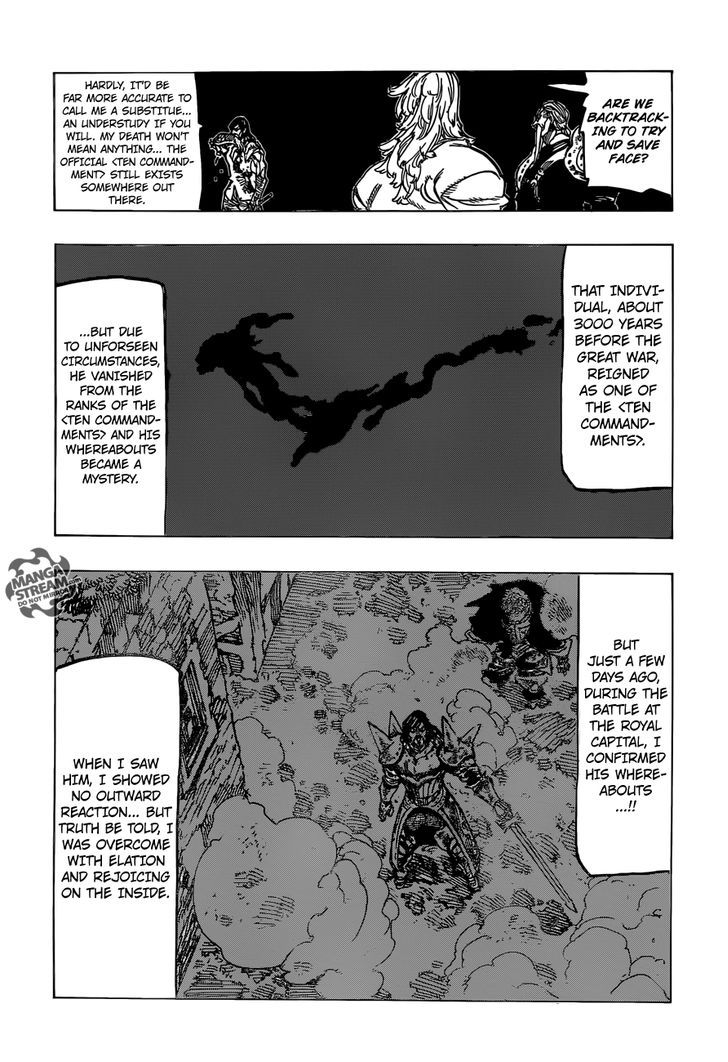 ARE WE
BACKTRACK-
ING TO TRY
AND SAVE
FACE?
HARDLY, IT'D BE
FAR MORE ACCURATE TO
CALL ME A SUBSTITUE...
AN UNDERSTUDY IF YOU
WILL. MY DEATH WON'T
MEAN ANYTHING... THE
OFFICIAL <TEN COMMAND-
MENT> STILL EXISTS
SOMEWHERE OUT
THERE.
THAT INDIVI-
DUAL, ABOUT
3000 YEARS
BEFORE THE
GREAT WAR,
REIGNED
AS ONE OF
THE <TEN
COMMAND-
MENTS>.
...BUT DUE
TO
UNFORSEEN
CIRCUMSTANCES,
HE VANISHED
FROM THE
RANKS OF THE
<TEN COMMAND-
MENTS> AND HIS
WHEREABOUTS
BECAME A
MYSTERY.
MANGA
STREAM.com
DO NOT MIRROR
BUT
JUST A FEW
DAYS AGO,
DURING THE
BATTLE AT
THE ROYAL
CAPITAL, I
CONFIRMED
HIS WHERE-
ABOUTS
...!!
WHEN I SAW
HIM, I SHOWED
NO OUTWARD
REACTION... BUT
TRUTH BE TOLD, I
WAS OVERCOME
WITH ELATION
AND REJOICING
ON THE INSIDE.